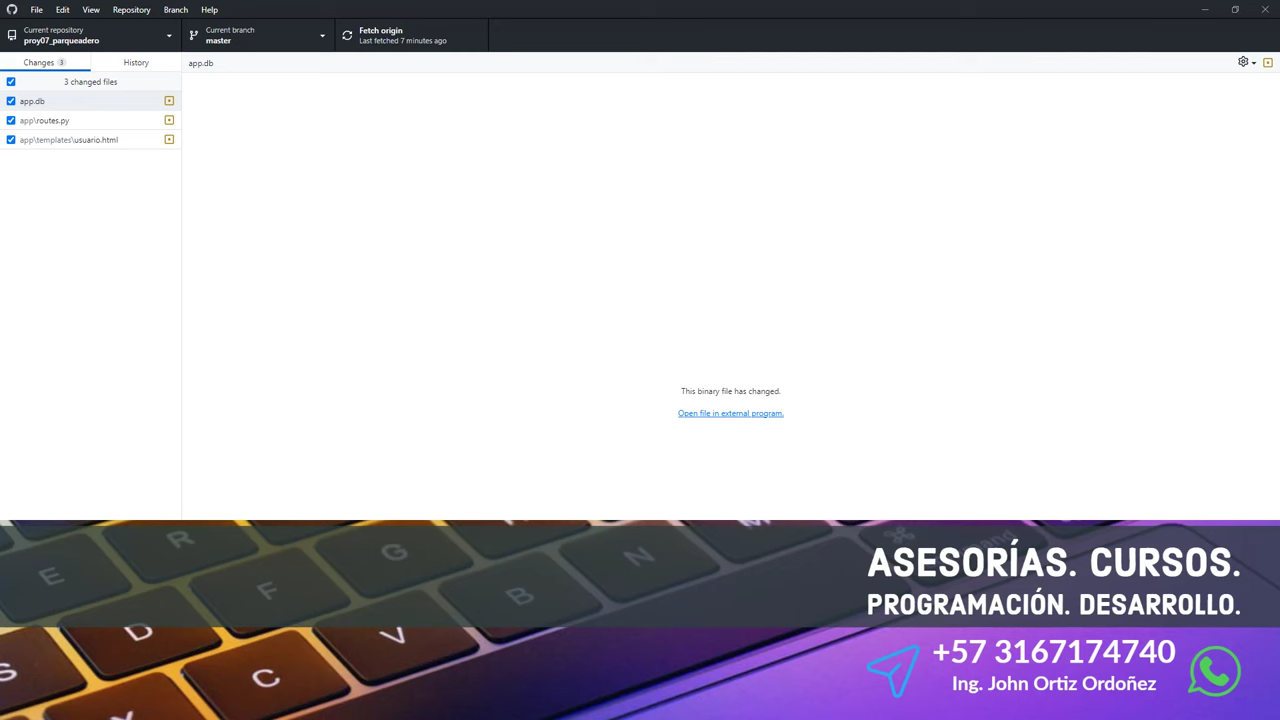 File Edit View Repository Branch Help
Current repository
proy07_parqueadero
Current branch
master
Fetch origin
Last fetched 7 minutes ago
Changes 3
History
app.db
3 changed files
app.db
app\routes.py
app\templates\usuario.html
This binary file has changed.
Open file in external program.
R
G
M
⌘
command
E
F
B
N
ASESORÍAS. CURSOS.
PROGRAMACIÓN. DESARROLLO.
D
V
S
C
X
+57 3167174740
Ing. John Ortiz Ordoñez